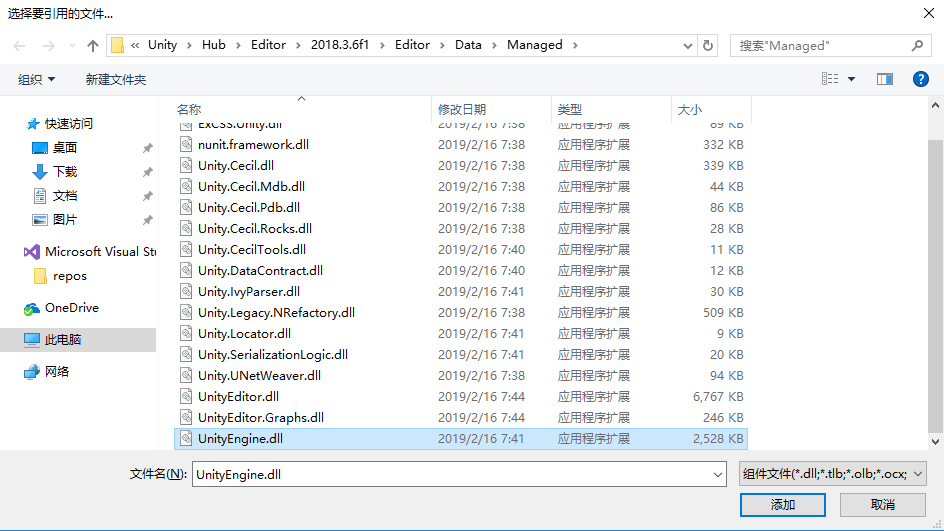 选择要引用的文件...
« Unity › Hub › Editor › 2018.3.6f1 › Editor › Data › Managed ›
搜索"Managed"
组织 新建文件夹
名称 修改日期 类型 大小
快速访问
桌面
下载
文档
图片
Microsoft Visual Stu
repos
OneDrive
此电脑
网络
ExCSS.Unity.dll 2019/2/16 7:38 应用程序扩展 89 KB
nunit.framework.dll 2019/2/16 7:38 应用程序扩展 332 KB
Unity.Cecil.dll 2019/2/16 7:38 应用程序扩展 339 KB
Unity.Cecil.Mdb.dll 2019/2/16 7:38 应用程序扩展 44 KB
Unity.Cecil.Pdb.dll 2019/2/16 7:38 应用程序扩展 86 KB
Unity.Cecil.Rocks.dll 2019/2/16 7:38 应用程序扩展 28 KB
Unity.CecilTools.dll 2019/2/16 7:40 应用程序扩展 11 KB
Unity.DataContract.dll 2019/2/16 7:40 应用程序扩展 12 KB
Unity.IvyParser.dll 2019/2/16 7:41 应用程序扩展 30 KB
Unity.Legacy.NRefactory.dll 2019/2/16 7:38 应用程序扩展 509 KB
Unity.Locator.dll 2019/2/16 7:41 应用程序扩展 9 KB
Unity.SerializationLogic.dll 2019/2/16 7:41 应用程序扩展 20 KB
Unity.UNetWeaver.dll 2019/2/16 7:38 应用程序扩展 94 KB
UnityEditor.dll 2019/2/16 7:44 应用程序扩展 6,767 KB
UnityEditor.Graphs.dll 2019/2/16 7:44 应用程序扩展 246 KB
UnityEngine.dll 2019/2/16 7:41 应用程序扩展 2,528 KB
文件名(N): UnityEngine.dll 组件文件(*.dll;*.tlb;*.olb;*.ocx;
添加 取消